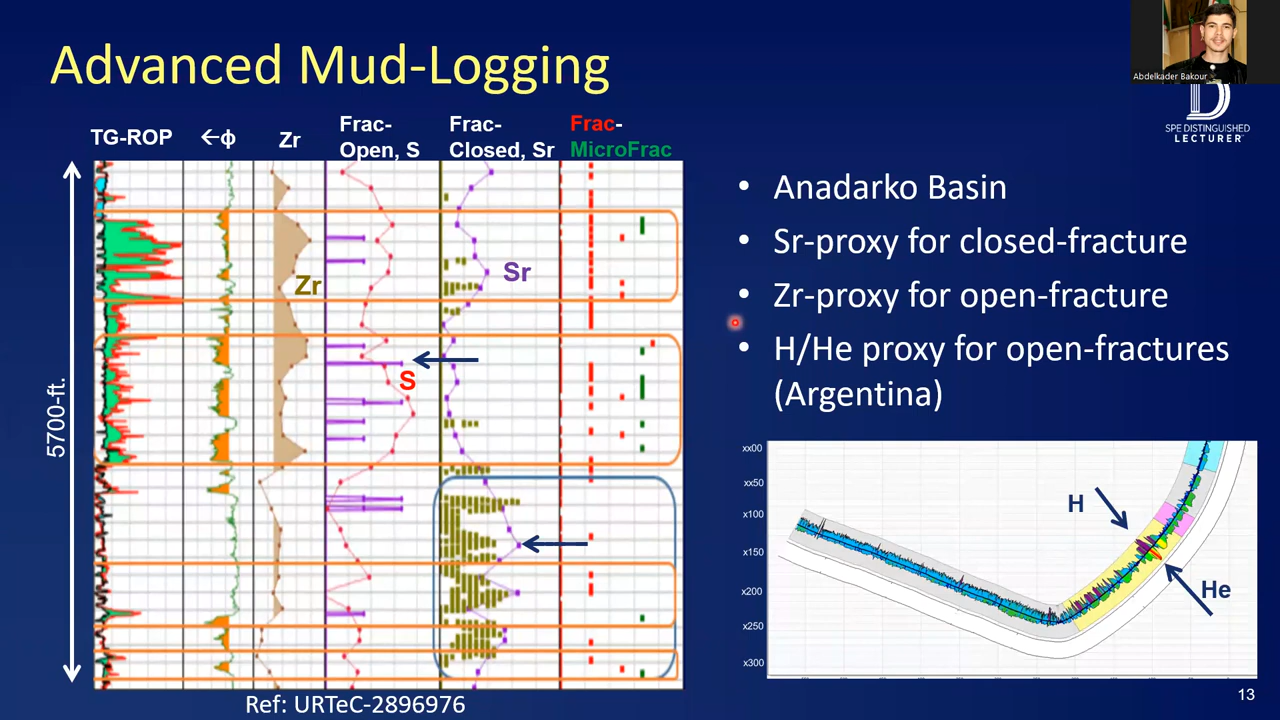 Advanced Mud-Logging
Abdelkader Bakour
SPE DISTINGUISHED
LECTURER
TG-ROP
←ϕ
Zr
Frac-
Open, S
Frac-
Closed, Sr
Frac-
MicroFrac
5700-ft.
Zr
S
Sr
Ref: URTeC-2896976
• Anadarko Basin
• Sr-proxy for closed-fracture
• Zr-proxy for open-fracture
• H/He proxy for open-fractures
(Argentina)
xx00
xx50
x100
x150
x200
x250
x300
H
He
13